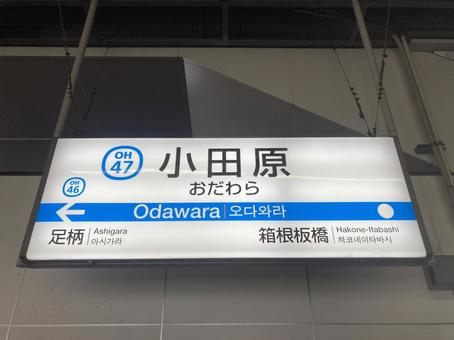 OH
47
小田原
おだわら
OH
46
← Odawara | 오다와라
足柄 Ashigara
아시가라
箱根板橋 Hakone-Itabashi
하코네이타바시